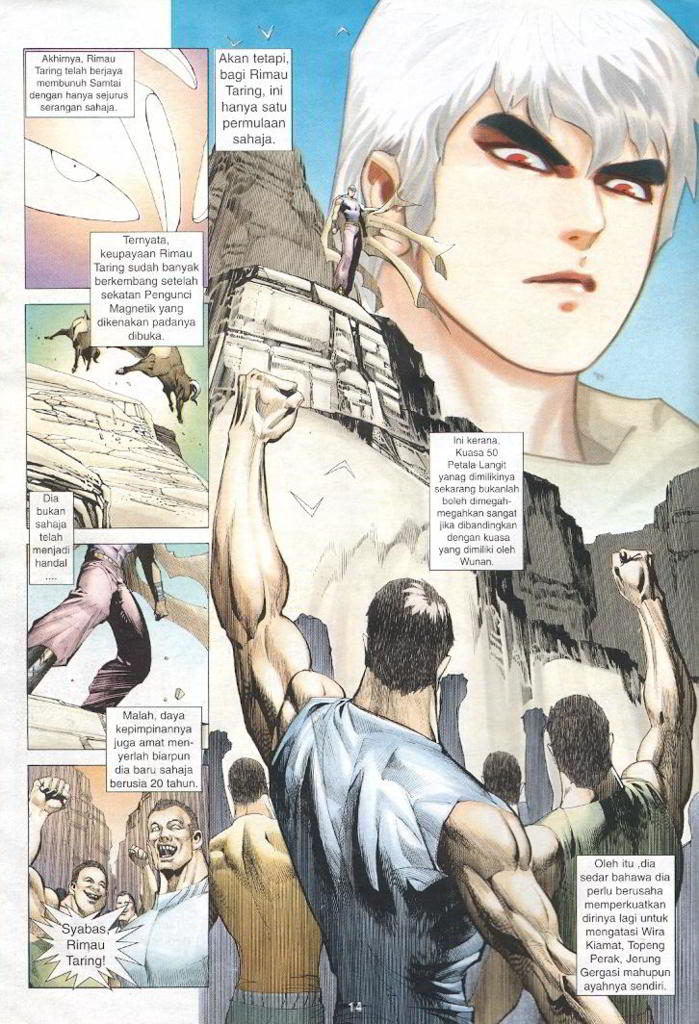 Akhirnya, Rimau
Taring telah berjaya
membunuh Samtai
dengan hanya sejurus
serangan sahaja.
Akan tetapi,
bagi Rimau
Taring, ini
hanya satu
permulaan
sahaja.
Ternyata,
keupayaan Rimau
Taring sudah banyak
berkembang setelah
sekatan Pengunci
Magnetik yang
dikenakan padanya
dibuka.
Dia
bukan
sahaja
telah
menjadi
handal
....
Malah, daya
kepimpinannya
juga amat men-
yerlah biarpun
dia baru sahaja
berusia 20 tahun.
Syabas,
Rimau
Taring!
Ini kerana,
Kuasa 50
Petala Langit
yanag dimilikinya
sekarang bukanlah
boleh dimegah-
megahkan sangat
jika dibandingkan
dengan kuasa
yang dimiliki oleh
Wunan.
Oleh itu ,dia
sedar bahawa dia
perlu berusaha
memperkuatkan
dirinya lagi untuk
mengatasi Wira
Kiamat, Topeng
Perak, Jerung
Gergasi mahupun
ayahnya sendiri.
14